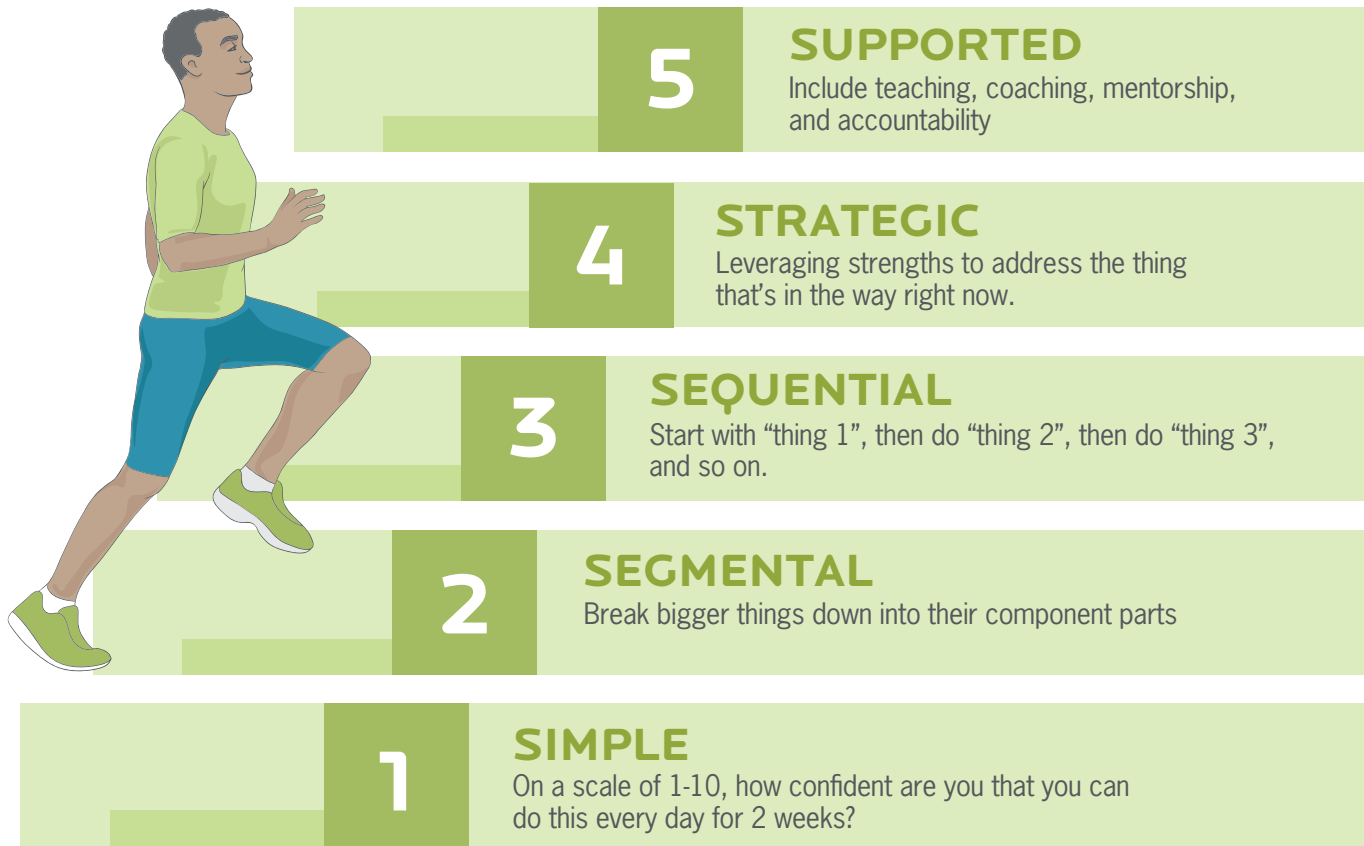 5
SUPPORTED
Include teaching, coaching, mentorship,
and accountability
4
STRATEGIC
Leveraging strengths to address the thing
that's in the way right now.
3
SEQUENTIAL
Start with “thing 1”, then do “thing 2”, then do “thing 3”,
and so on.
2
SEGMENTAL
Break bigger things down into their component parts
1
SIMPLE
On a scale of 1-10, how confident are you that you can
do this every day for 2 weeks?